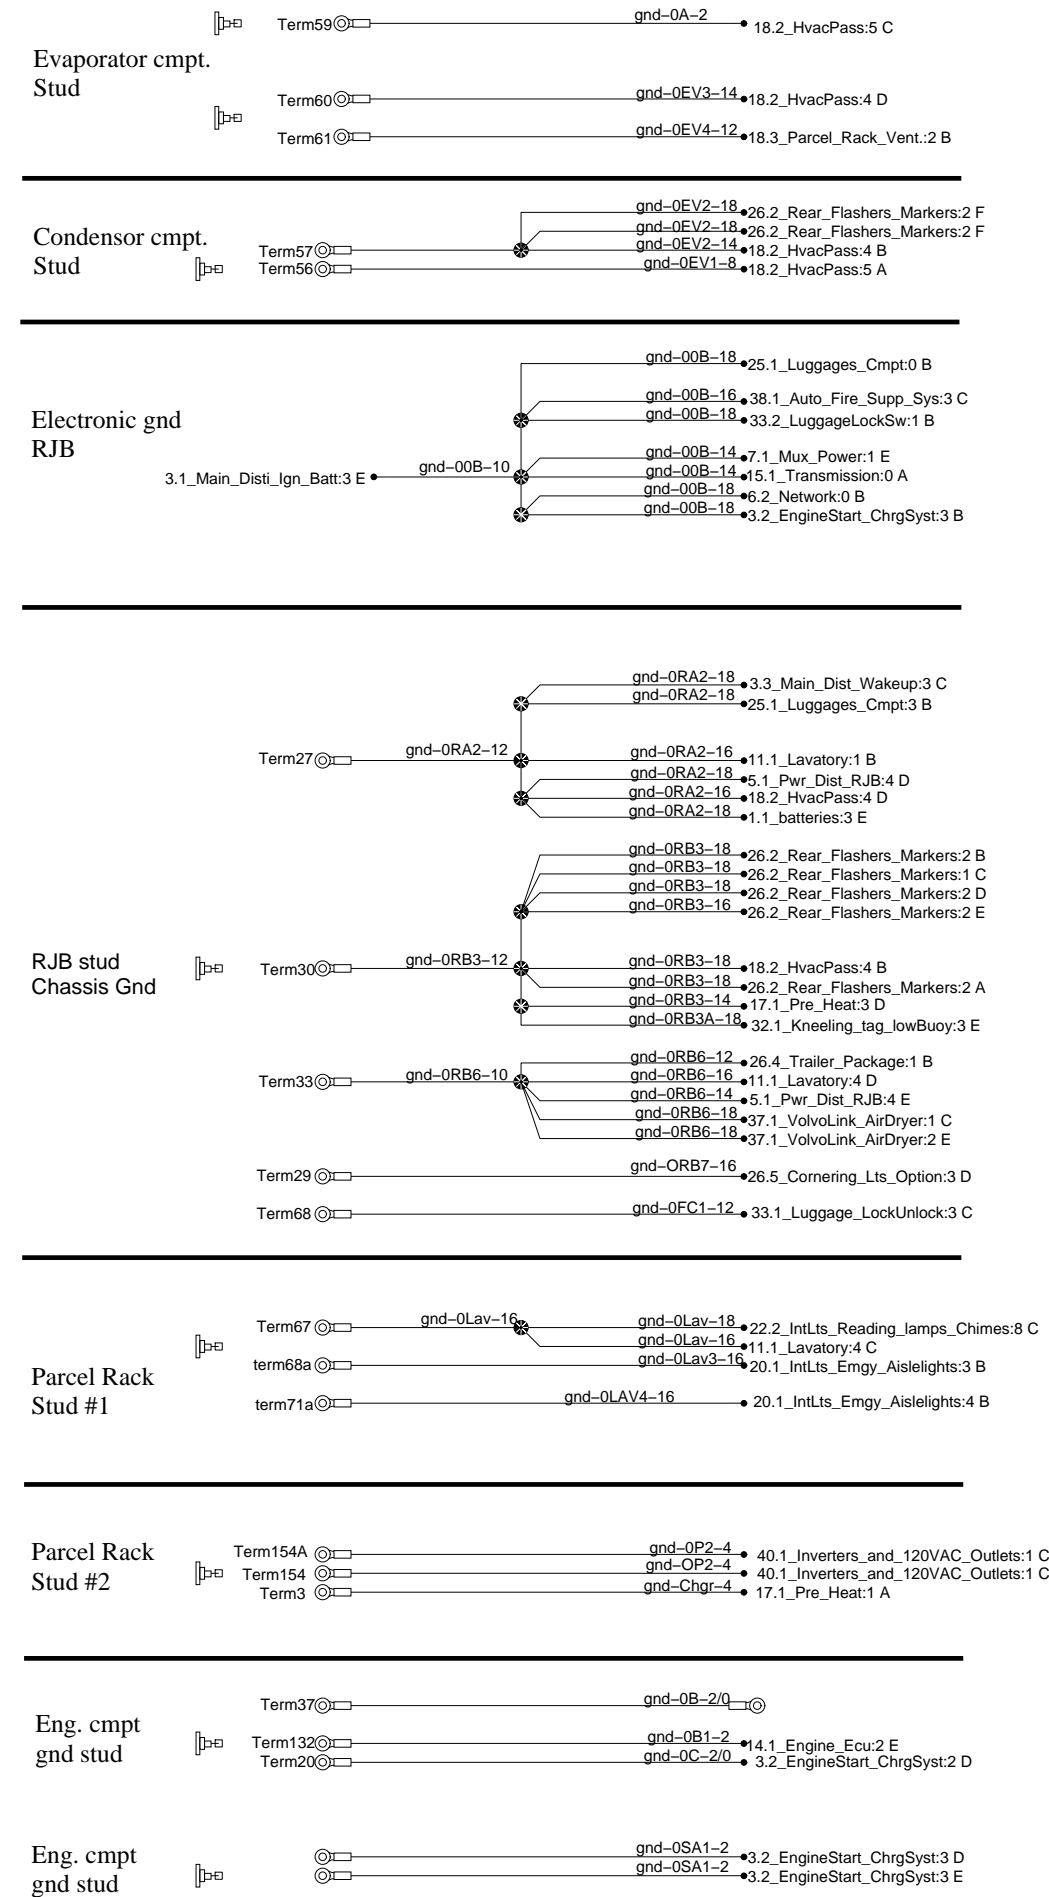 Evaporator cmpt.
Stud
Term59 gnd–0A–2 18.2_HvacPass:5 C
Term60 gnd–0EV3–14 18.2_HvacPass:4 D
Term61 gnd–0EV4–12 18.3_Parcel_Rack_Vent.:2 B
Condensor cmpt.
Stud
gnd–0EV2–18 26.2_Rear_Flashers_Markers:2 F
gnd–0EV2–18 26.2_Rear_Flashers_Markers:2 F
Term57 gnd–0EV2–14 18.2_HvacPass:4 B
Term56 gnd–0EV1–8 18.2_HvacPass:5 A
Electronic gnd
RJB
3.1_Main_Disti_Ign_Batt:3 E gnd–00B–10
gnd–00B–18 25.1_Luggages_Cmpt:0 B
gnd–00B–16 38.1_Auto_Fire_Supp_Sys:3 C
gnd–00B–18 33.2_LuggageLockSw:1 B
gnd–00B–14 7.1_Mux_Power:1 E
gnd–00B–14 15.1_Transmission:0 A
gnd–00B–18 6.2_Network:0 B
gnd–00B–18 3.2_EngineStart_ChrgSyst:3 B
RJB stud
Chassis Gnd
Term27 gnd–0RA2–12
gnd–0RA2–18 3.3_Main_Dist_Wakeup:3 C
gnd–0RA2–18 25.1_Luggages_Cmpt:3 B
gnd–0RA2–16 11.1_Lavatory:1 B
gnd–0RA2–18 5.1_Pwr_Dist_RJB:4 D
gnd–0RA2–16 18.2_HvacPass:4 D
gnd–0RA2–18 1.1_batteries:3 E
Term30 gnd–0RB3–12
gnd–0RB3–18 26.2_Rear_Flashers_Markers:2 B
gnd–0RB3–18 26.2_Rear_Flashers_Markers:1 C
gnd–0RB3–18 26.2_Rear_Flashers_Markers:2 D
gnd–0RB3–16 26.2_Rear_Flashers_Markers:2 E
gnd–0RB3–18 18.2_HvacPass:4 B
gnd–0RB3–18 26.2_Rear_Flashers_Markers:2 A
gnd–0RB3–14 17.1_Pre_Heat:3 D
gnd–0RB3A–18 32.1_Kneeling_tag_lowBuoy:3 E
Term33 gnd–0RB6–10
gnd–0RB6–12 26.4_Trailer_Package:1 B
gnd–0RB6–16 11.1_Lavatory:4 D
gnd–0RB6–14 5.1_Pwr_Dist_RJB:4 E
gnd–0RB6–18 37.1_VolvoLink_AirDryer:1 C
gnd–0RB6–18 37.1_VolvoLink_AirDryer:2 E
Term29 gnd–ORB7–16 26.5_Cornering_Lts_Option:3 D
Term68 gnd–0FC1–12 33.1_Luggage_LockUnlock:3 C
Parcel Rack
Stud #1
Term67 gnd–0Lav–16 gnd–0Lav–18 22.2_IntLts_Reading_lamps_Chimes:8 C
gnd–0Lav–16 11.1_Lavatory:4 C
term68a gnd–0Lav3–16 20.1_IntLts_Emgy_Aislelights:3 B
term71a gnd–0LAV4–16 20.1_IntLts_Emgy_Aislelights:4 B
Parcel Rack
Stud #2
Term154A gnd–0P2–4 40.1_Inverters_and_120VAC_Outlets:1 C
Term154 gnd–OP2–4 40.1_Inverters_and_120VAC_Outlets:1 C
Term3 gnd–Chgr–4 17.1_Pre_Heat:1 A
Eng. cmpt
gnd stud
Term37 gnd–0B–2/0
Term132 gnd–0B1–2 14.1_Engine_Ecu:2 E
Term20 gnd–0C–2/0 3.2_EngineStart_ChrgSyst:2 D
Eng. cmpt
gnd stud
gnd–0SA1–2 3.2_EngineStart_ChrgSyst:3 D
gnd–0SA1–2 3.2_EngineStart_ChrgSyst:3 E